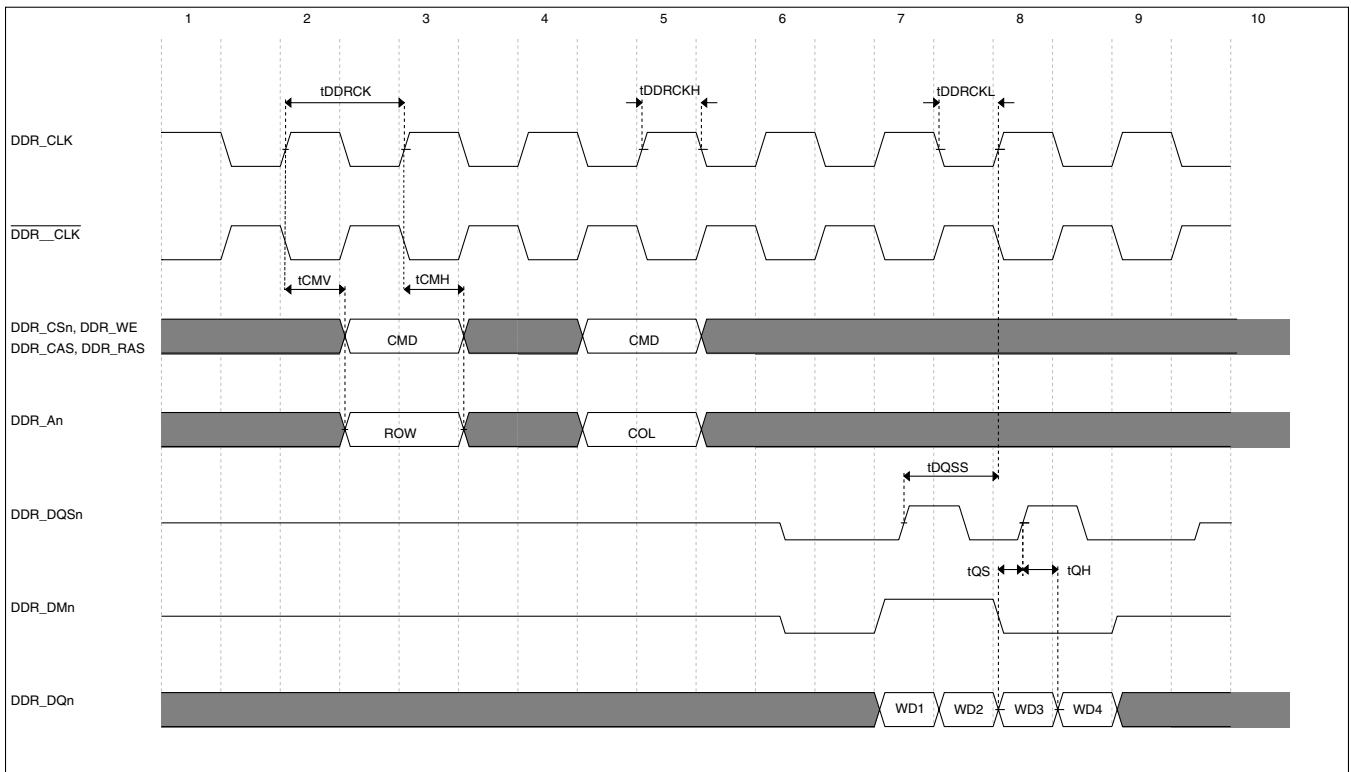 1 2 3 4 5 6 7 8 9 10
tDDRCK tDDRCKH tDDRCKL
DDR_CLK
DDR__CLK
tCMV tCMH
DDR_CSn, DDR_WE
DDR_CAS, DDR_RAS
CMD CMD
DDR_An
ROW COL
tDQSS
DDR_DQSn
tQS tQH
DDR_DMn
DDR_DQn
WD1 WD2 WD3 WD4